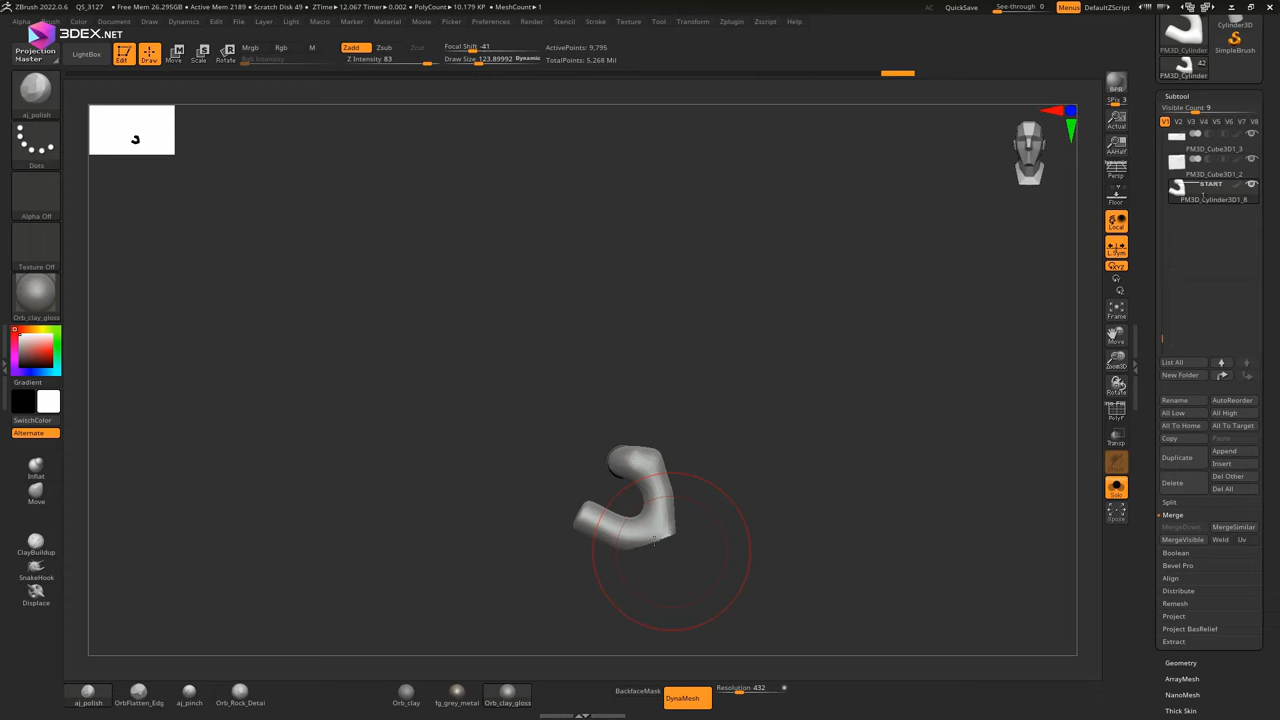 ZBrush 2022.0.6 QS_3127 • Free Mem 26.295GB • Active Mem 2189 • Scratch Disk 49 • ZTime▸12.067 Timer▸0.002 • PolyCount▸10.179 KP • MeshCount▸1 AC QuickSave See-through 0 Menus DefaultZScript
Alpha Brush Color Document Draw Dynamics Edit File Layer Light Macro Marker Material Movie Picker Preferences Render Stencil Stroke Texture Tool Transform Zplugin Zscript Help
3DEX.NET
Projection Master LightBox Edit Draw Move Scale Rotate
Mrgb Rgb M Zadd Zsub Zcut Focal Shift -41 ActivePoints: 9,795
Rgb Intensity Z Intensity 83 Draw Size 123.89992 Dynamic TotalPoints: 5.268 Mil
aj_polish
Dots
Alpha Off
Texture Off
Orb_clay_gloss
Gradient
SwitchColor
Alternate
Inflat
Move
ClayBuildup
SnakeHook
Displace
BPR
SPix 3
Actual
AAHalf
Dynamic
Persp
Floor
Local
L.Sym
XYZ
Frame
Move
Zoom3D
Rotate
PolyF
Transp
Solo
Xpose
Cylinder3D
PM3D_Cylinder SimpleBrush
42
PM3D_Cylinder
Subtool
Visible Count 9
V1 V2 V3 V4 V5 V6 V7 V8
PM3D_Cube3D1_3
PM3D_Cube3D1_2
START
PM3D_Cylinder3D1_8
List All
New Folder
Rename AutoReorder
All Low All High
All To Home All To Target
Copy Paste
Duplicate Append
Insert
Delete Del Other
Del All
Split
Merge
MergeDown MergeSimilar
MergeVisible Weld Uv
Boolean
Bevel Pro
Align
Distribute
Remesh
Project
Project BasRelief
Extract
Geometry
ArrayMesh
NanoMesh
Thick Skin
aj_polish OrbFlatten_Edg aj_pinch Orb_Rock_Detai Orb_clay fg_grey_metal Orb_clay_gloss
BackfaceMask DynaMesh Resolution 432